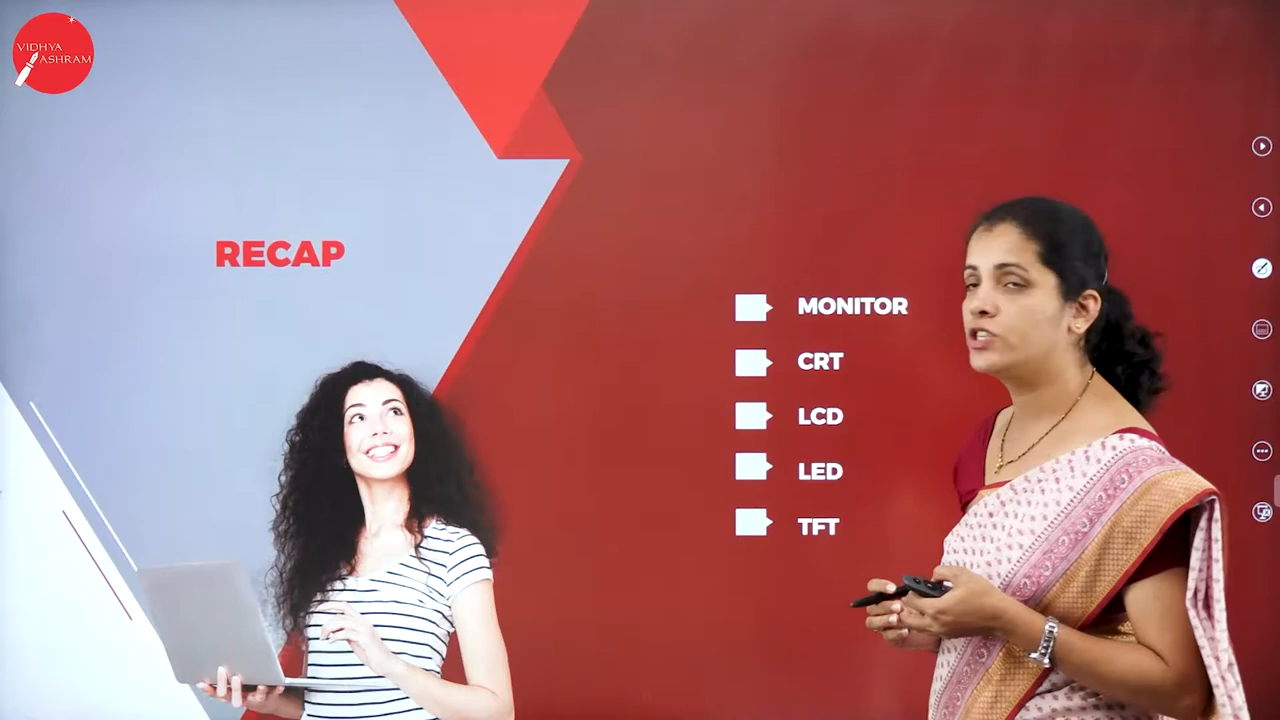 VIDHYA
ASHRAM
RECAP
MONITOR
CRT
LCD
LED
TFT